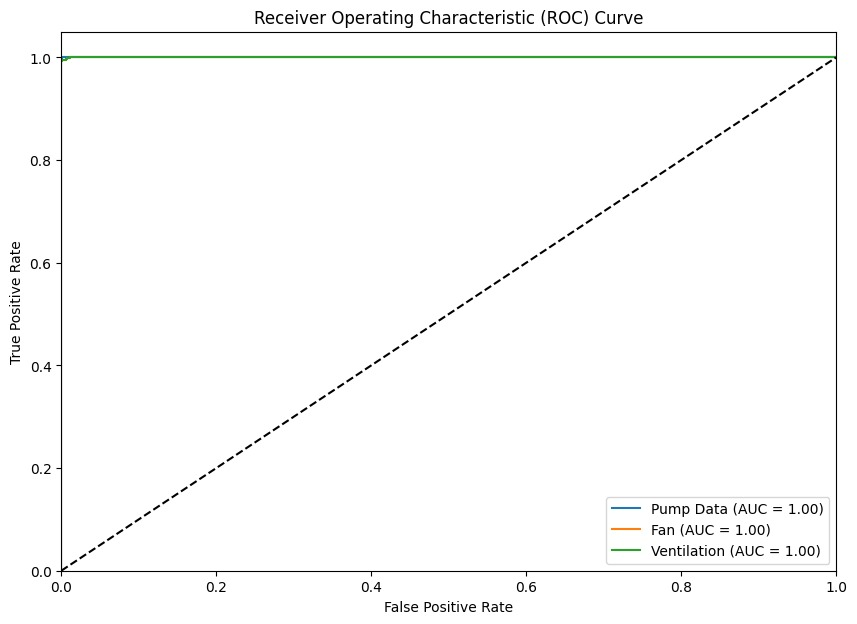 Receiver Operating Characteristic (ROC) Curve
1.0
0.8
0.6
0.4
0.2
0.0
True Positive Rate
Pump Data (AUC = 1.00)
Fan (AUC = 1.00)
Ventilation (AUC = 1.00)
0.0 0.2 0.4 0.6 0.8 1.0
False Positive Rate